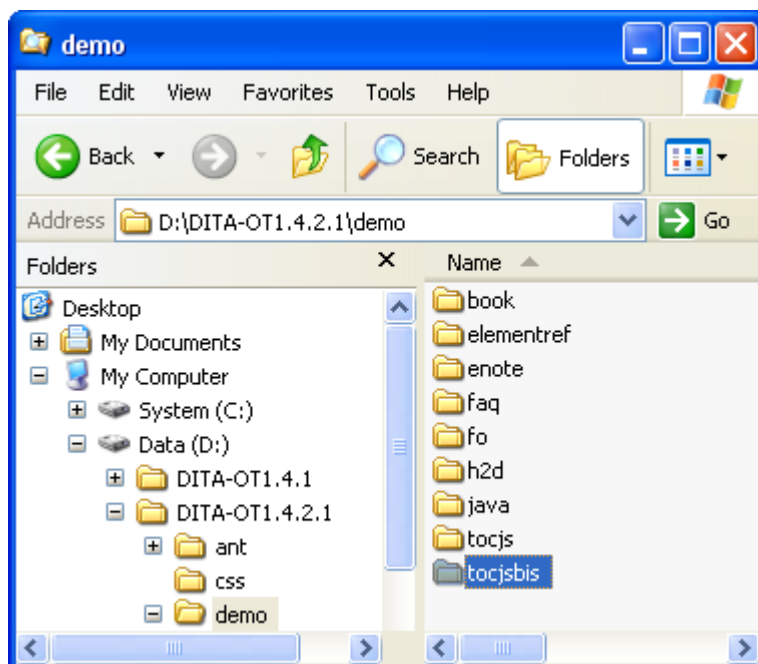 demo
File Edit View Favorites Tools Help
Back Search Folders
Address D:\DITA-OT1.4.2.1\demo Go
Folders
Desktop
My Documents
My Computer
System (C:)
Data (D:)
DITA-OT1.4.1
DITA-OT1.4.2.1
ant
css
demo
Name
book
elementref
enote
faq
fo
h2d
java
tocjs
tocjsbis